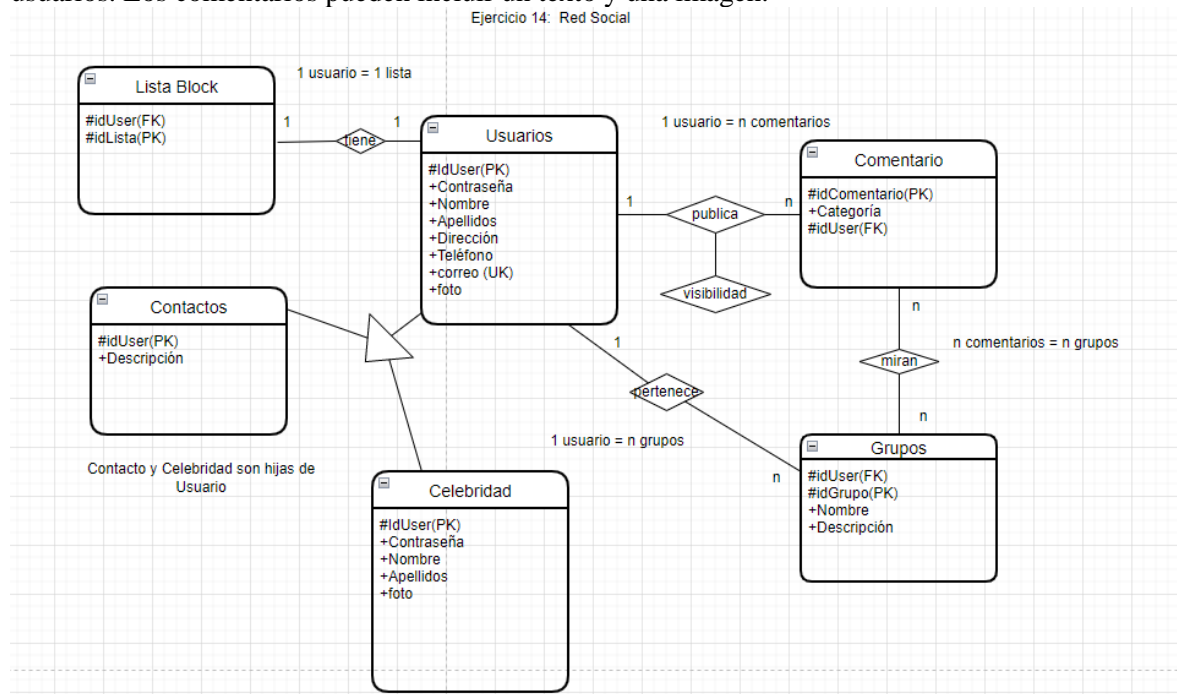 usuarios. Los comentarios pueden incluir un texto y una imagen.
Ejercicio 14: Red Social
1 usuario = 1 lista
Lista Block
#idUser(FK)
#idLista(PK)
1
tiene
1
Usuarios
#IdUser(PK)
+Contraseña
+Nombre
+Apellidos
+Dirección
+Teléfono
+correo (UK)
+foto
1 usuario = n comentarios
1
publica
n
visibilidad
Comentario
#idComentario(PK)
+Categoría
#idUser(FK)
Contactos
#idUser(PK)
+Descripción
n
miran
n comentarios = n grupos
n
1
pertenece
1 usuario = n grupos
n
Grupos
#idUser(FK)
#idGrupo(PK)
+Nombre
+Descripción
Contacto y Celebridad son hijas de
Usuario
Celebridad
#IdUser(PK)
+Contraseña
+Nombre
+Apellidos
+foto